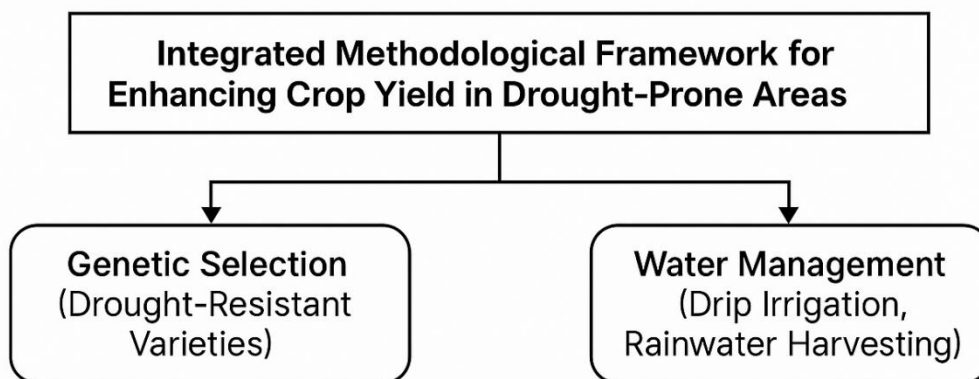 Integrated Methodological Framework for
Enhancing Crop Yield in Drought-Prone Areas
Genetic Selection
(Drought-Resistant
Varieties)
Water Management
(Drip Irrigation,
Rainwater Harvesting)